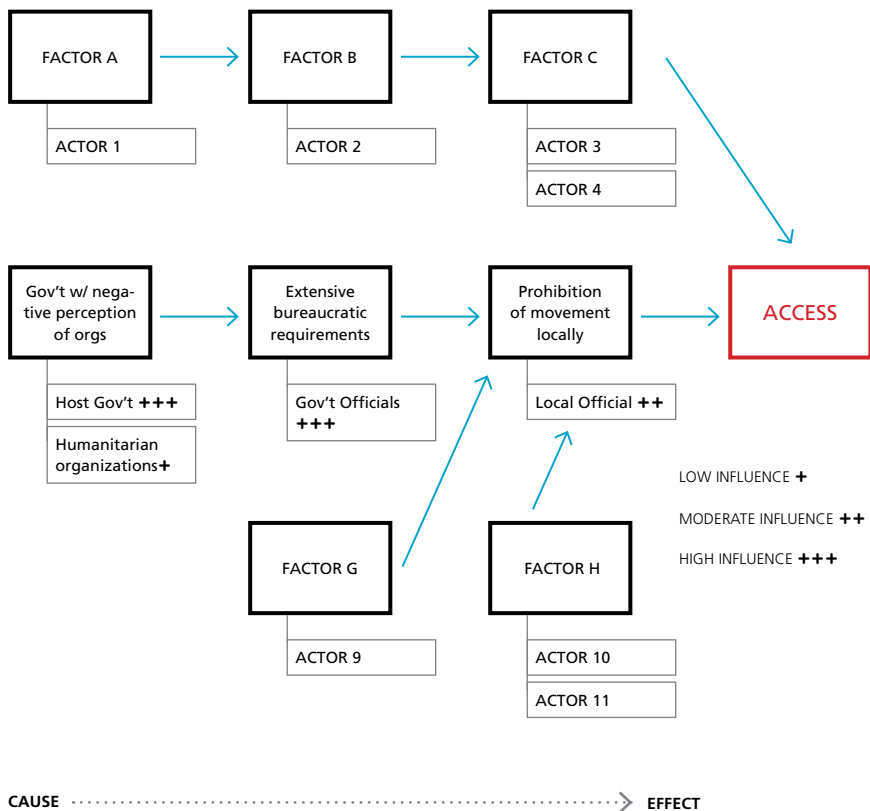 FACTOR A
FACTOR B
FACTOR C
ACTOR 1
ACTOR 2
ACTOR 3
ACTOR 4
Gov't w/ nega-
tive perception
of orgs
Extensive
bureaucratic
requirements
Prohibition
of movement
locally
ACCESS
Host Gov't +++
Humanitarian
organizations+
Gov't Officials
+++
Local Official ++
LOW INFLUENCE +
MODERATE INFLUENCE ++
HIGH INFLUENCE +++
FACTOR G
FACTOR H
ACTOR 9
ACTOR 10
ACTOR 11
CAUSE
EFFECT